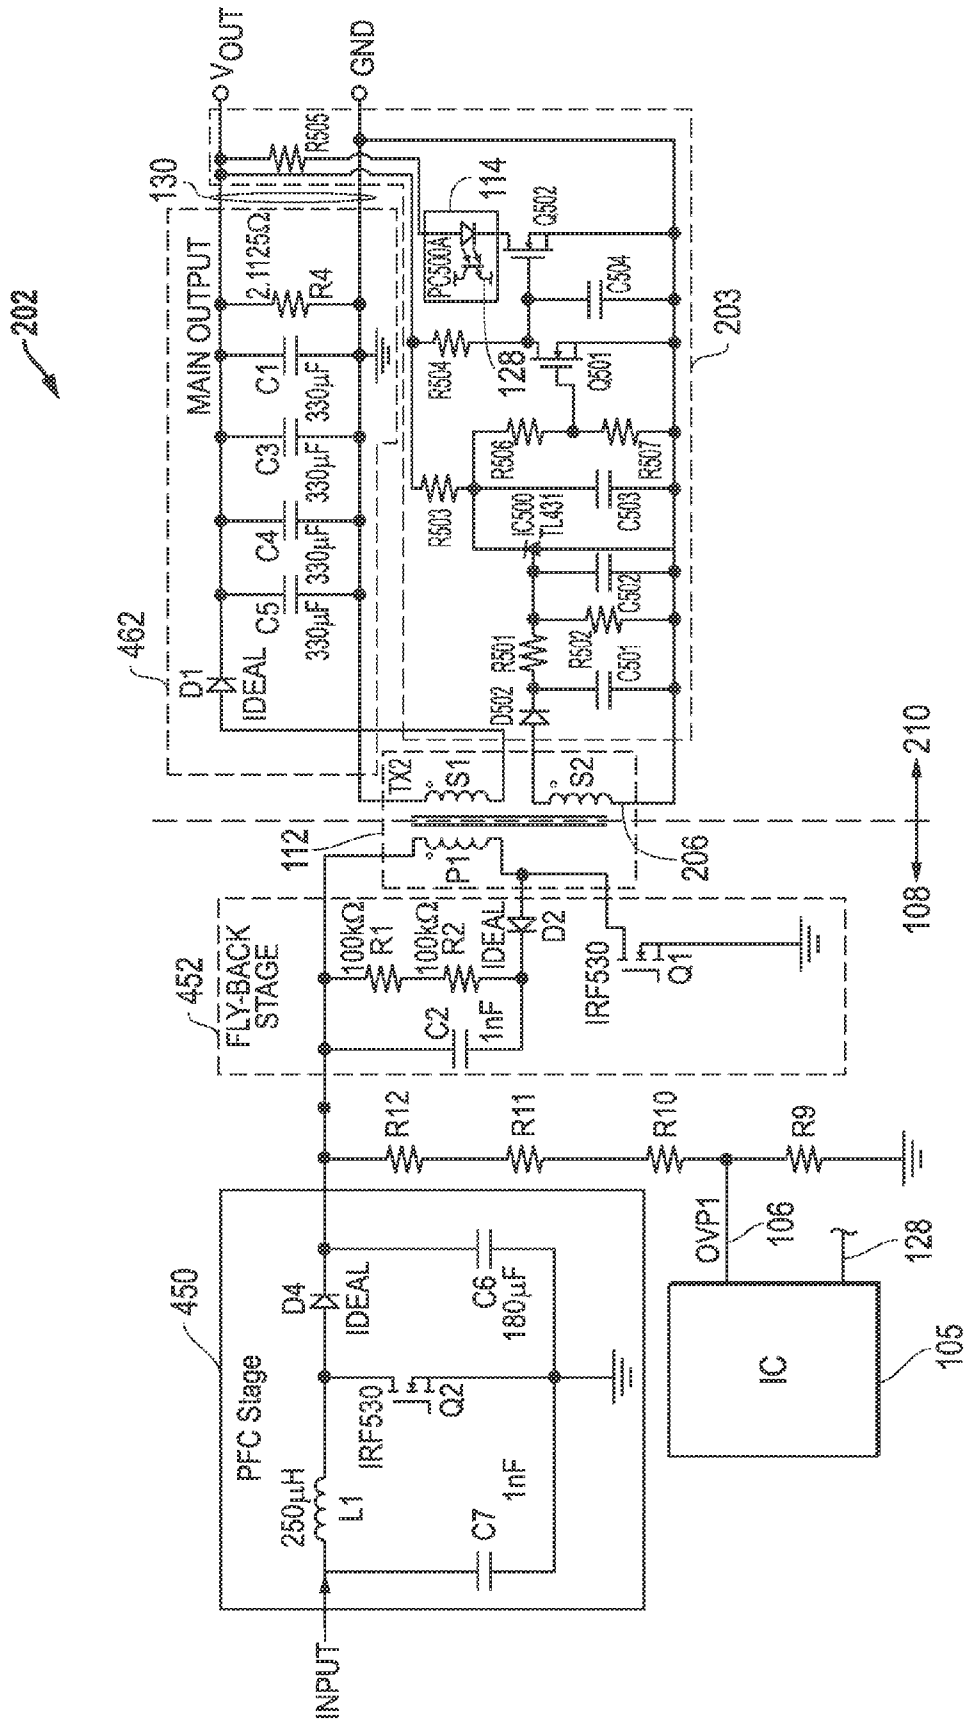 202
INPUT
450
PFC Stage
250µH
L1
C7
1nF
IRF530
Q2
D4
IDEAL
C6
180µF
R12
R11
R10
R9
OVP1
106
IC
128
105
452
FLY-BACK
STAGE
C2
1nF
100kΩ
R1
100kΩ
R2
IDEAL
D2
IRF530
Q1
112
P1
TX2
S1
S2
206
108
210
462
D1
IDEAL
MAIN OUTPUT
C5
330µF
C4
330µF
C3
330µF
C1
330µF
2.1125Ω
R4
130
VOUT
GND
R505
D502
R501
C501
R502
C502
IC500
TL431
R503
C503
R506
R507
R504
Q501
128
PC500A
114
Q502
C504
203